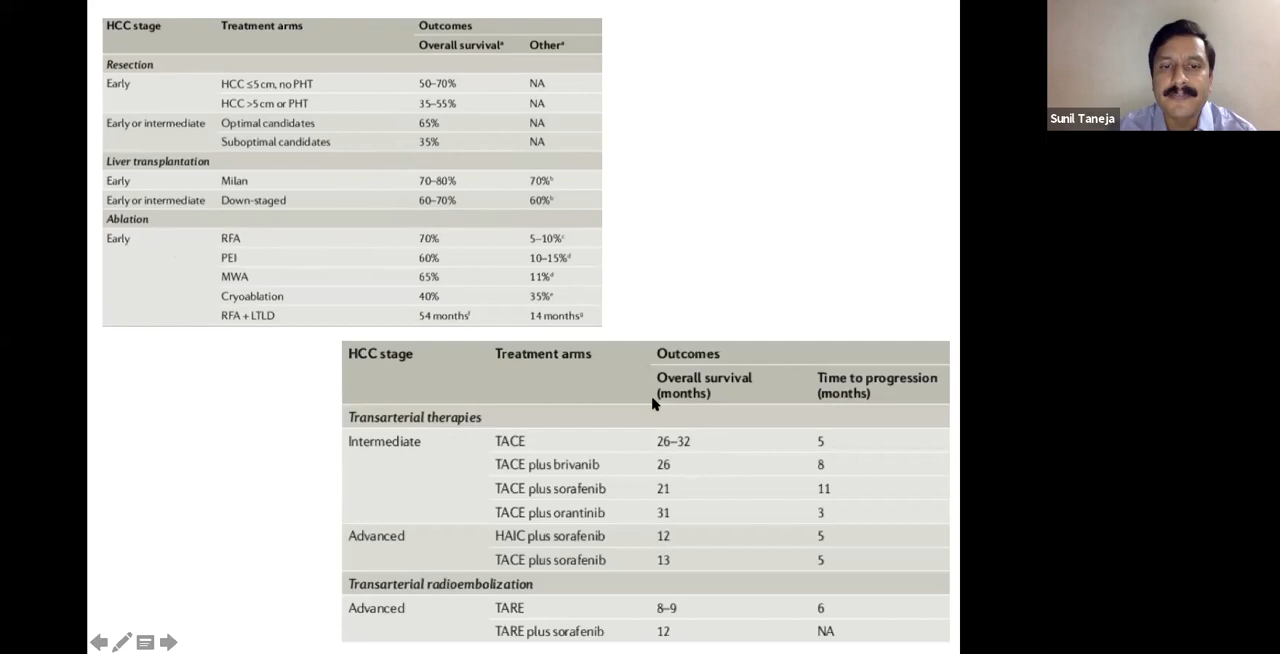 HCC stage Treatment arms Outcomes
Overall survivalᵃ Otherᵃ
Resection
Early HCC ≤5 cm, no PHT 50–70% NA
HCC >5 cm or PHT 35–55% NA
Early or intermediate Optimal candidates 65% NA
Suboptimal candidates 35% NA
Liver transplantation
Early Milan 70–80% 70%ᵇ
Early or intermediate Down-staged 60–70% 60%ᵇ
Ablation
Early RFA 70% 5–10%ᶜ
PEI 60% 10–15%ᵈ
MWA 65% 11%ᵈ
Cryoablation 40% 35%ᵉ
RFA + LTLD 54 monthsᶠ 14 monthsᵍ
HCC stage Treatment arms Outcomes
Overall survival Time to progression
(months) (months)
Transarterial therapies
Intermediate TACE 26–32 5
TACE plus brivanib 26 8
TACE plus sorafenib 21 11
TACE plus orantinib 31 3
Advanced HAIC plus sorafenib 12 5
TACE plus sorafenib 13 5
Transarterial radioembolization
Advanced TARE 8–9 6
TARE plus sorafenib 12 NA
Sunil Taneja